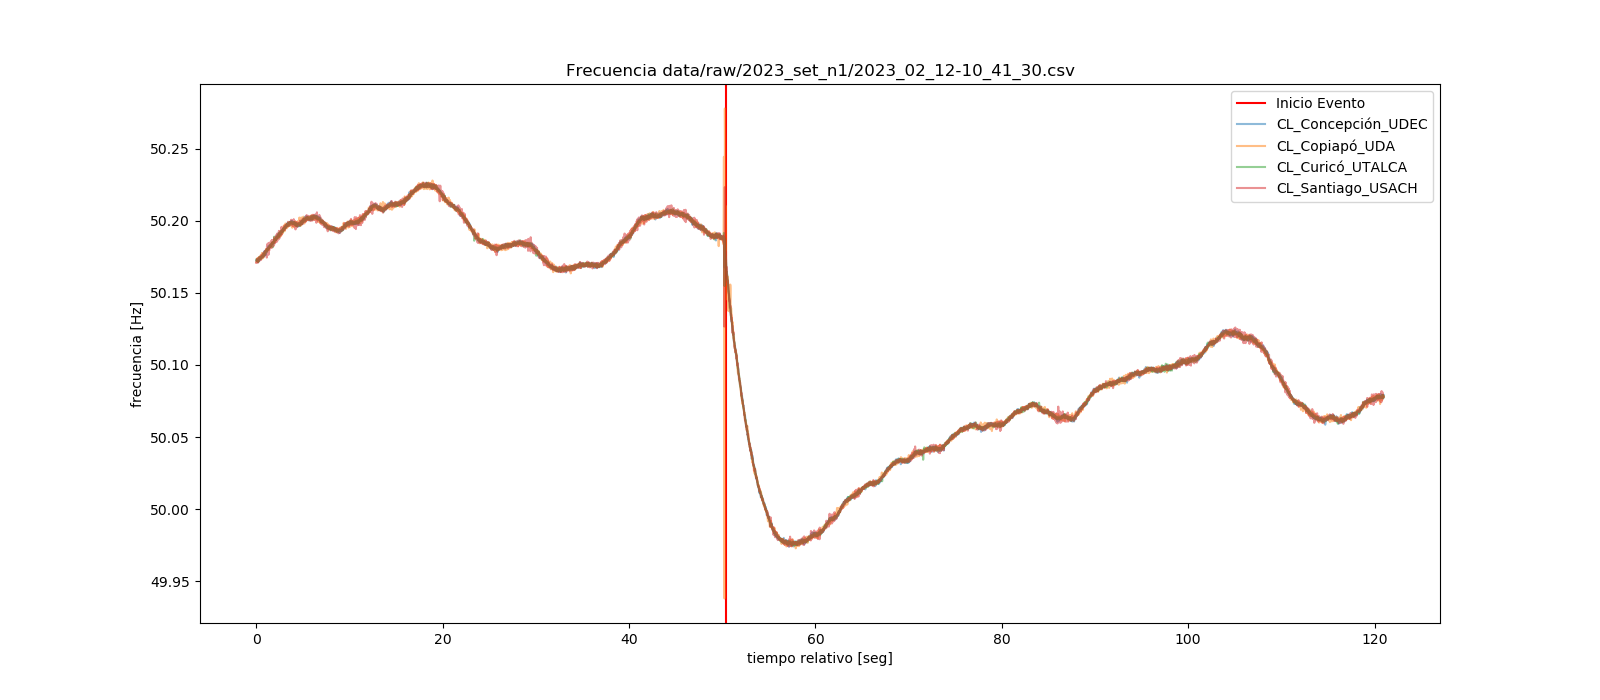 Frecuencia data/raw/2023_set_n1/2023_02_12-10_41_30.csv
Inicio Evento
CL_Concepción_UDEC
CL_Copiapó_UDA
CL_Curicó_UTALCA
CL_Santiago_USACH
frecuencia [Hz]
50.25
50.20
50.15
50.10
50.05
50.00
49.95
0 20 40 60 80 100 120
tiempo relativo [seg]